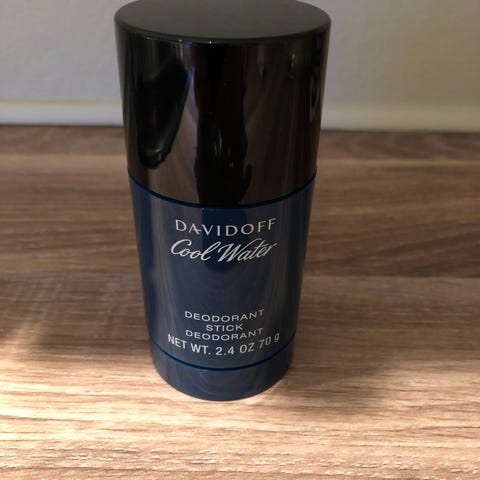 DAVIDOFF
Cool Water
DEODORANT
STICK
DEODORANT
NET WT. 2.4 OZ 70 g